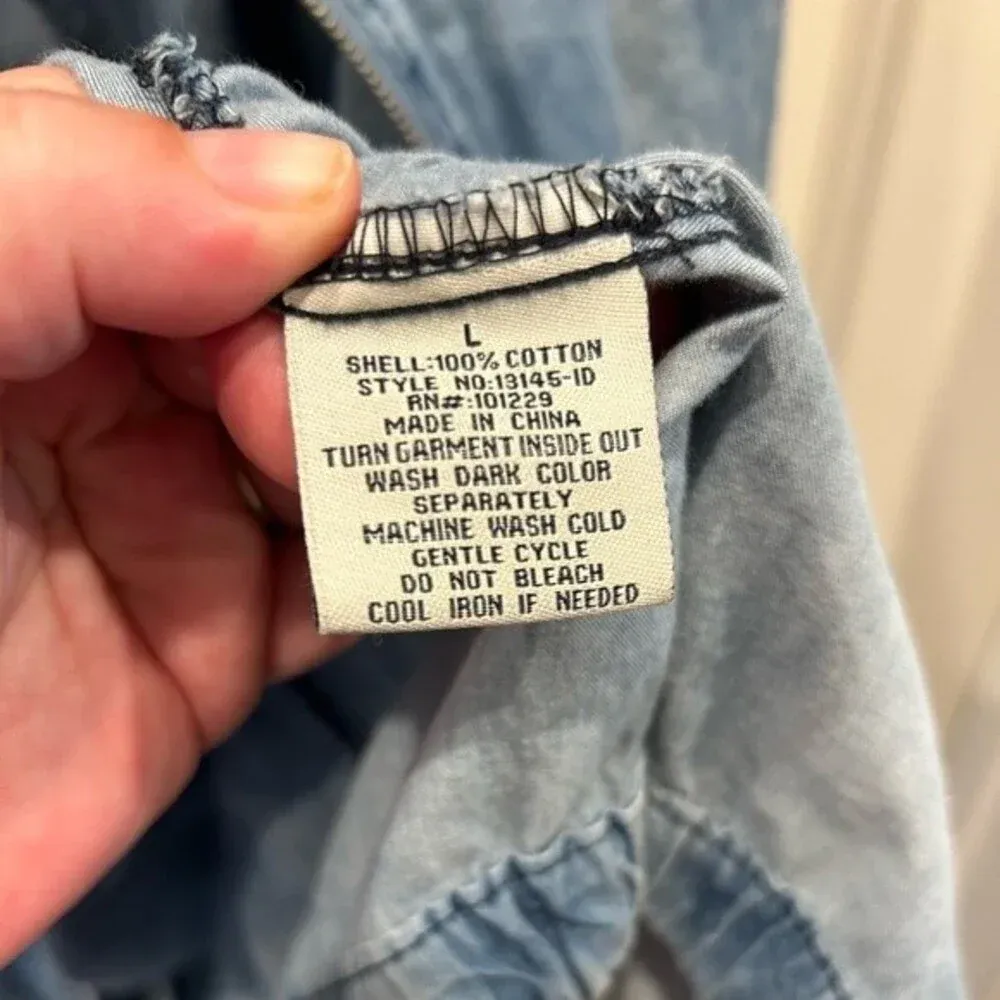 L
SHELL:100% COTTON
STYLE NO:13145-ID
RN#:101229
MADE IN CHINA
TURN GARMENT INSIDE OUT
WASH DARK COLOR
SEPARATELY
MACHINE WASH COLD
GENTLE CYCLE
DO NOT BLEACH
COOL IRON IF NEEDED